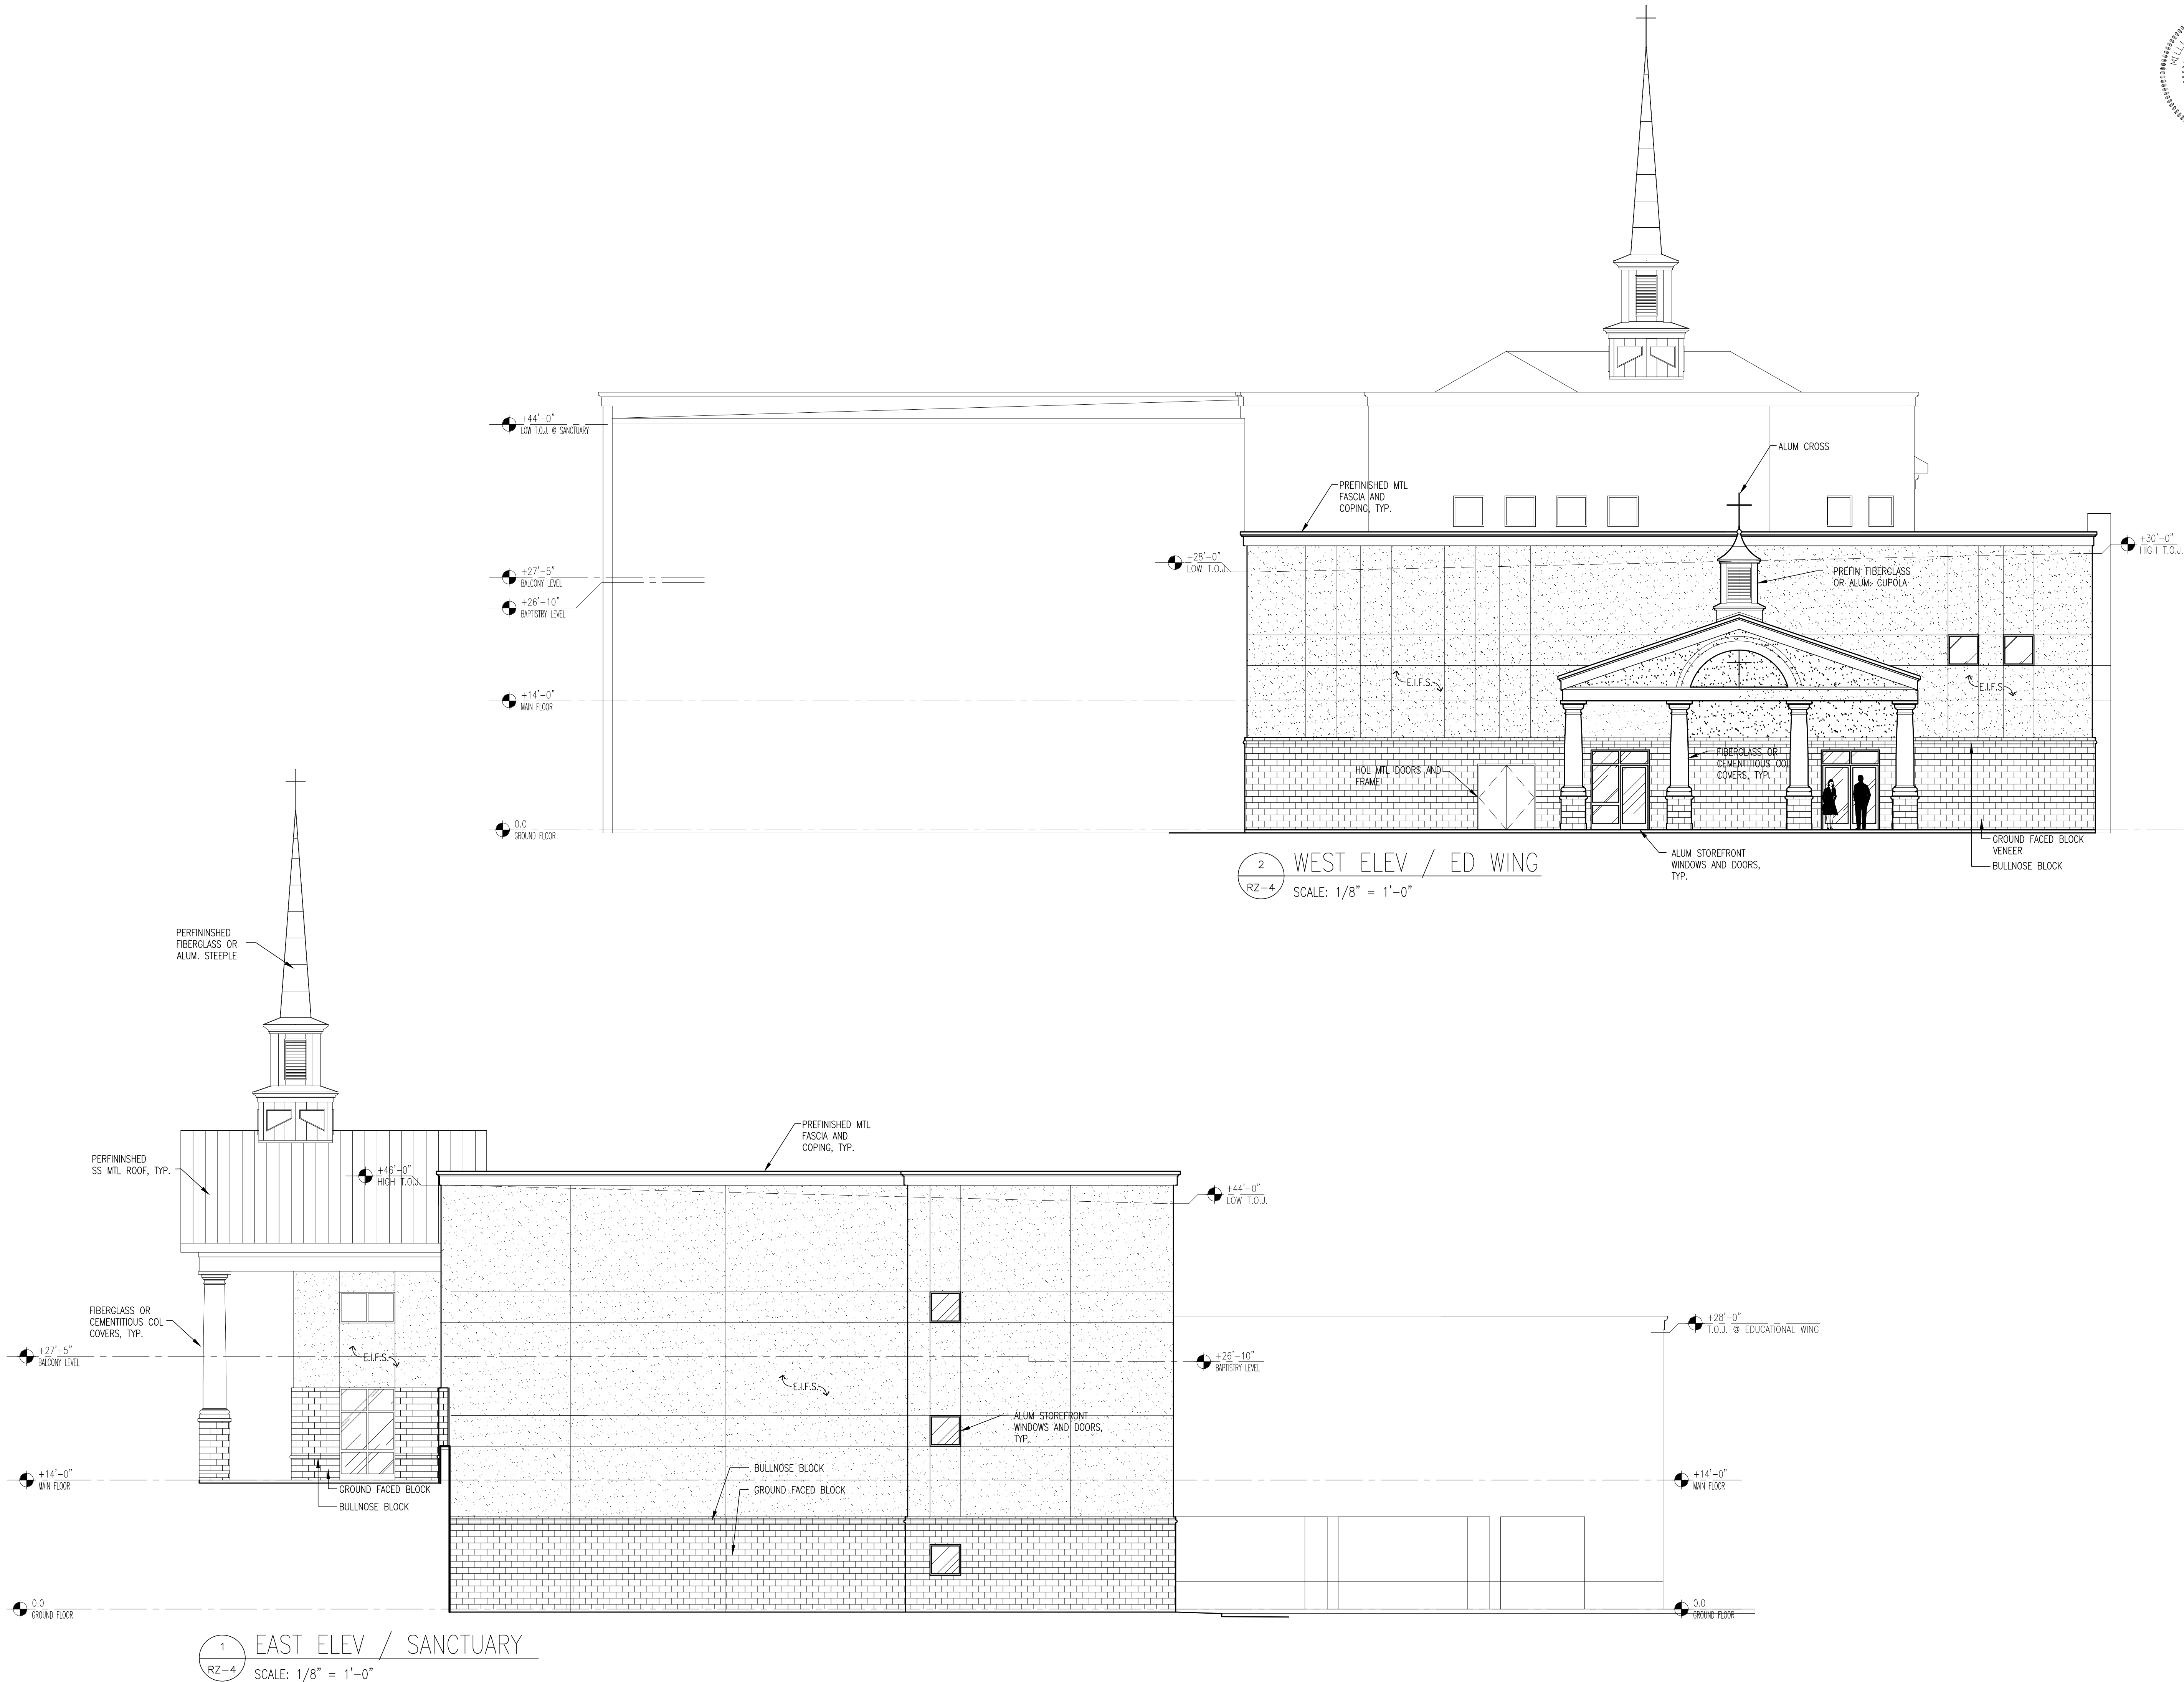 MILLI
+44'-0"
LOW T.O.J. @ SANCTUARY
ALUM CROSS
PREFINISHED MTL
FASCIA AND
COPING, TYP.
+28'-0"
LOW T.O.J.
+30'-0"
HIGH T.O.J.
+27'-5"
BALCONY LEVEL
+26'-10"
BAPTISTRY LEVEL
PREFIN FIBERGLASS
OR ALUM. CUPOLA
E.I.F.S.
E.I.F.S.
+14'-0"
MAIN FLOOR
FIBERGLASS OR
CEMENTITIOUS COL
COVERS, TYP.
HOL MTL DOORS AND
FRAME
0.0
GROUND FLOOR
GROUND FACED BLOCK
VENEER
BULLNOSE BLOCK
ALUM STOREFRONT
WINDOWS AND DOORS,
TYP.
2
RZ-4
WEST ELEV / ED WING
SCALE: 1/8" = 1'-0"
PERFININSHED
FIBERGLASS OR
ALUM. STEEPLE
PREFINISHED MTL
FASCIA AND
COPING, TYP.
PERFININSHED
SS MTL ROOF, TYP.
+46'-0"
HIGH T.O.J.
+44'-0"
LOW T.O.J.
FIBERGLASS OR
CEMENTITIOUS COL
COVERS, TYP.
+28'-0"
T.O.J. @ EDUCATIONAL WING
+27'-5"
BALCONY LEVEL
E.I.F.S.
+26'-10"
BAPTISTRY LEVEL
E.I.F.S.
ALUM STOREFRONT
WINDOWS AND DOORS,
TYP.
+14'-0"
MAIN FLOOR
BULLNOSE BLOCK
+14'-0"
MAIN FLOOR
GROUND FACED BLOCK
GROUND FACED BLOCK
BULLNOSE BLOCK
0.0
GROUND FLOOR
0.0
GROUND FLOOR
1
RZ-4
EAST ELEV / SANCTUARY
SCALE: 1/8" = 1'-0"